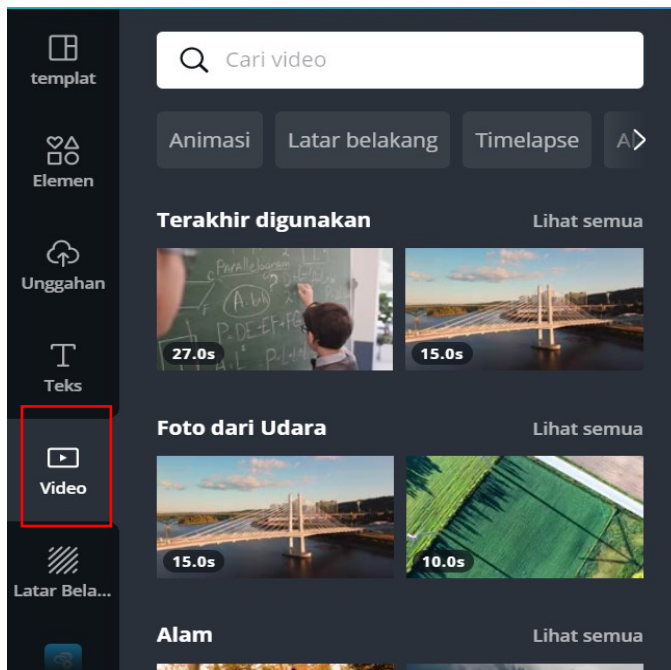 templat
Elemen
Unggahan
Teks
Video
Latar Bela...
Cari video
Animasi
Latar belakang
Timelapse
Terakhir digunakan
Lihat semua
Parallelogram
27.0s
15.0s
Foto dari Udara
Lihat semua
15.0s
10.0s
Alam
Lihat semua